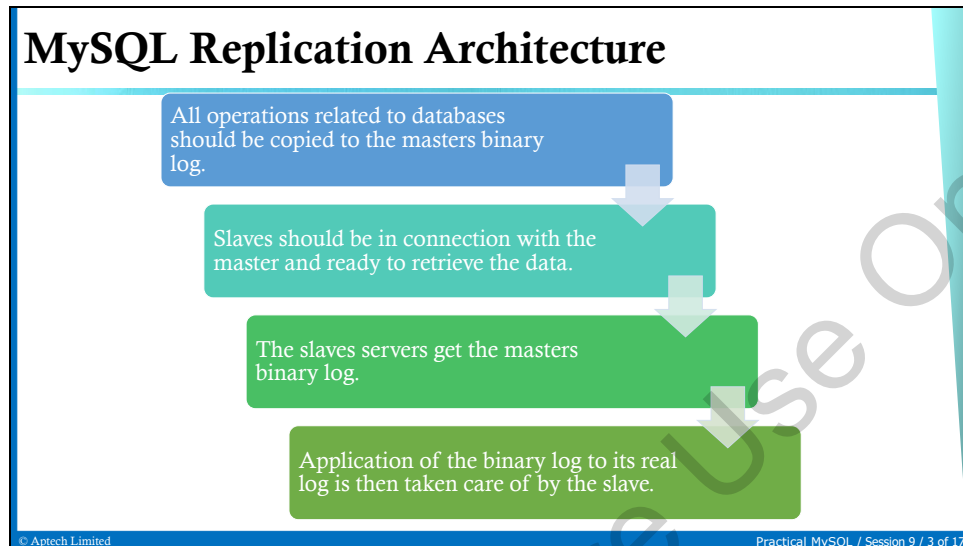 MySQL Replication Architecture
All operations related to databases
should be copied to the masters binary
log.
Slaves should be in connection with the
master and ready to retrieve the data.
The slaves servers get the masters
binary log.
Application of the binary log to its real
log is then taken care of by the slave.
© Aptech Limited
Practical MySQL / Session 9 / 3 of 17
Use